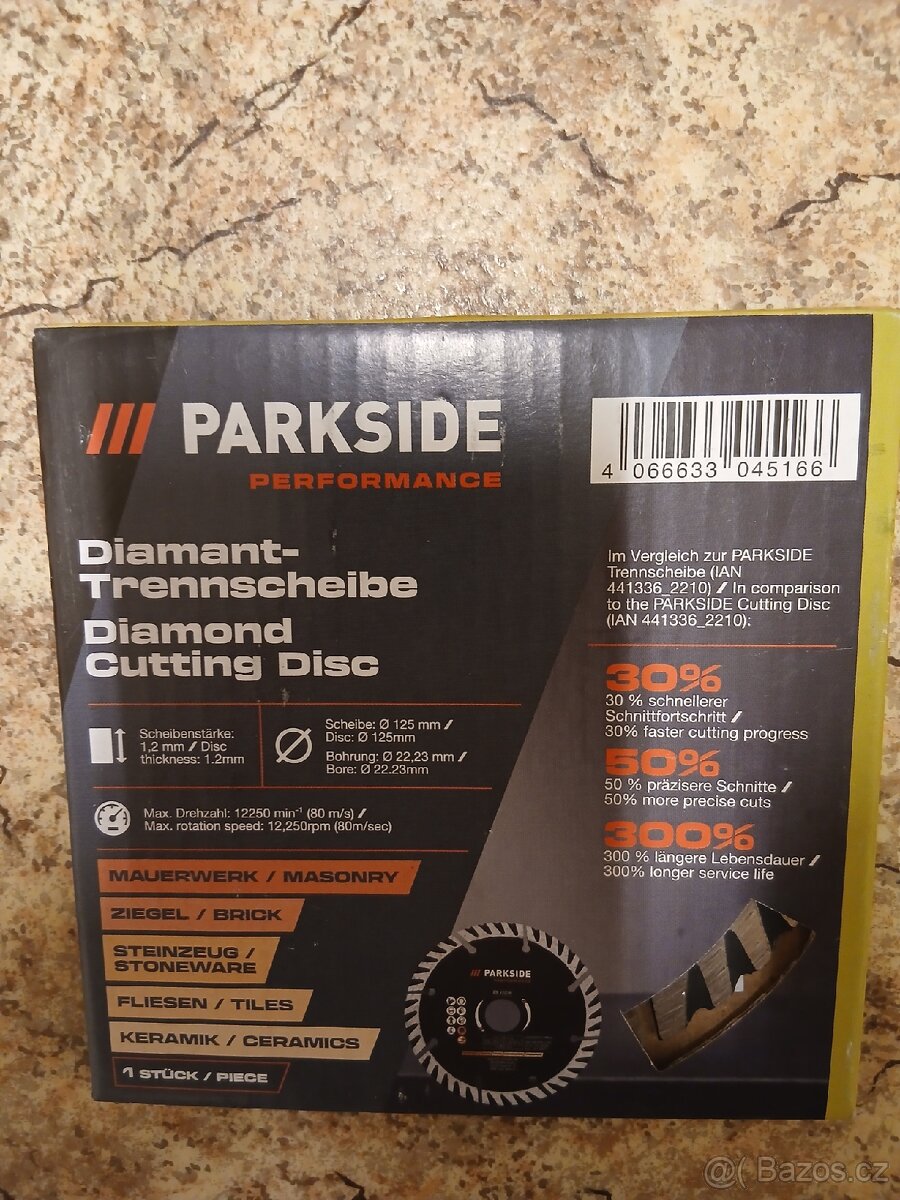 /// PARKSIDE
PERFORMANCE
4 066633 045166
Diamant-
Trennscheibe
Diamond
Cutting Disc
Scheibenstärke:
1,2 mm / Disc
thickness: 1.2mm
Scheibe: Ø 125 mm /
Disc: Ø 125mm
Bohrung: Ø 22,23 mm /
Bore: Ø 22.23mm
Max. Drehzahl: 12250 min⁻¹ (80 m/s) /
Max. rotation speed: 12,250rpm (80m/sec)
MAUERWERK / MASONRY
ZIEGEL / BRICK
STEINZEUG /
STONEWARE
FLIESEN / TILES
KERAMIK / CERAMICS
1 STÜCK / PIECE
Im Vergleich zur PARKSIDE
Trennscheibe (IAN
441336_2210) / In comparison
to the PARKSIDE Cutting Disc
(IAN 441336_2210):
30%
30 % schnellerer
Schnittfortschritt /
30% faster cutting progress
50%
50 % präzisere Schnitte /
50% more precise cuts
300%
300 % längere Lebensdauer /
300% longer service life
/// PARKSIDE
@( Bazos.cz